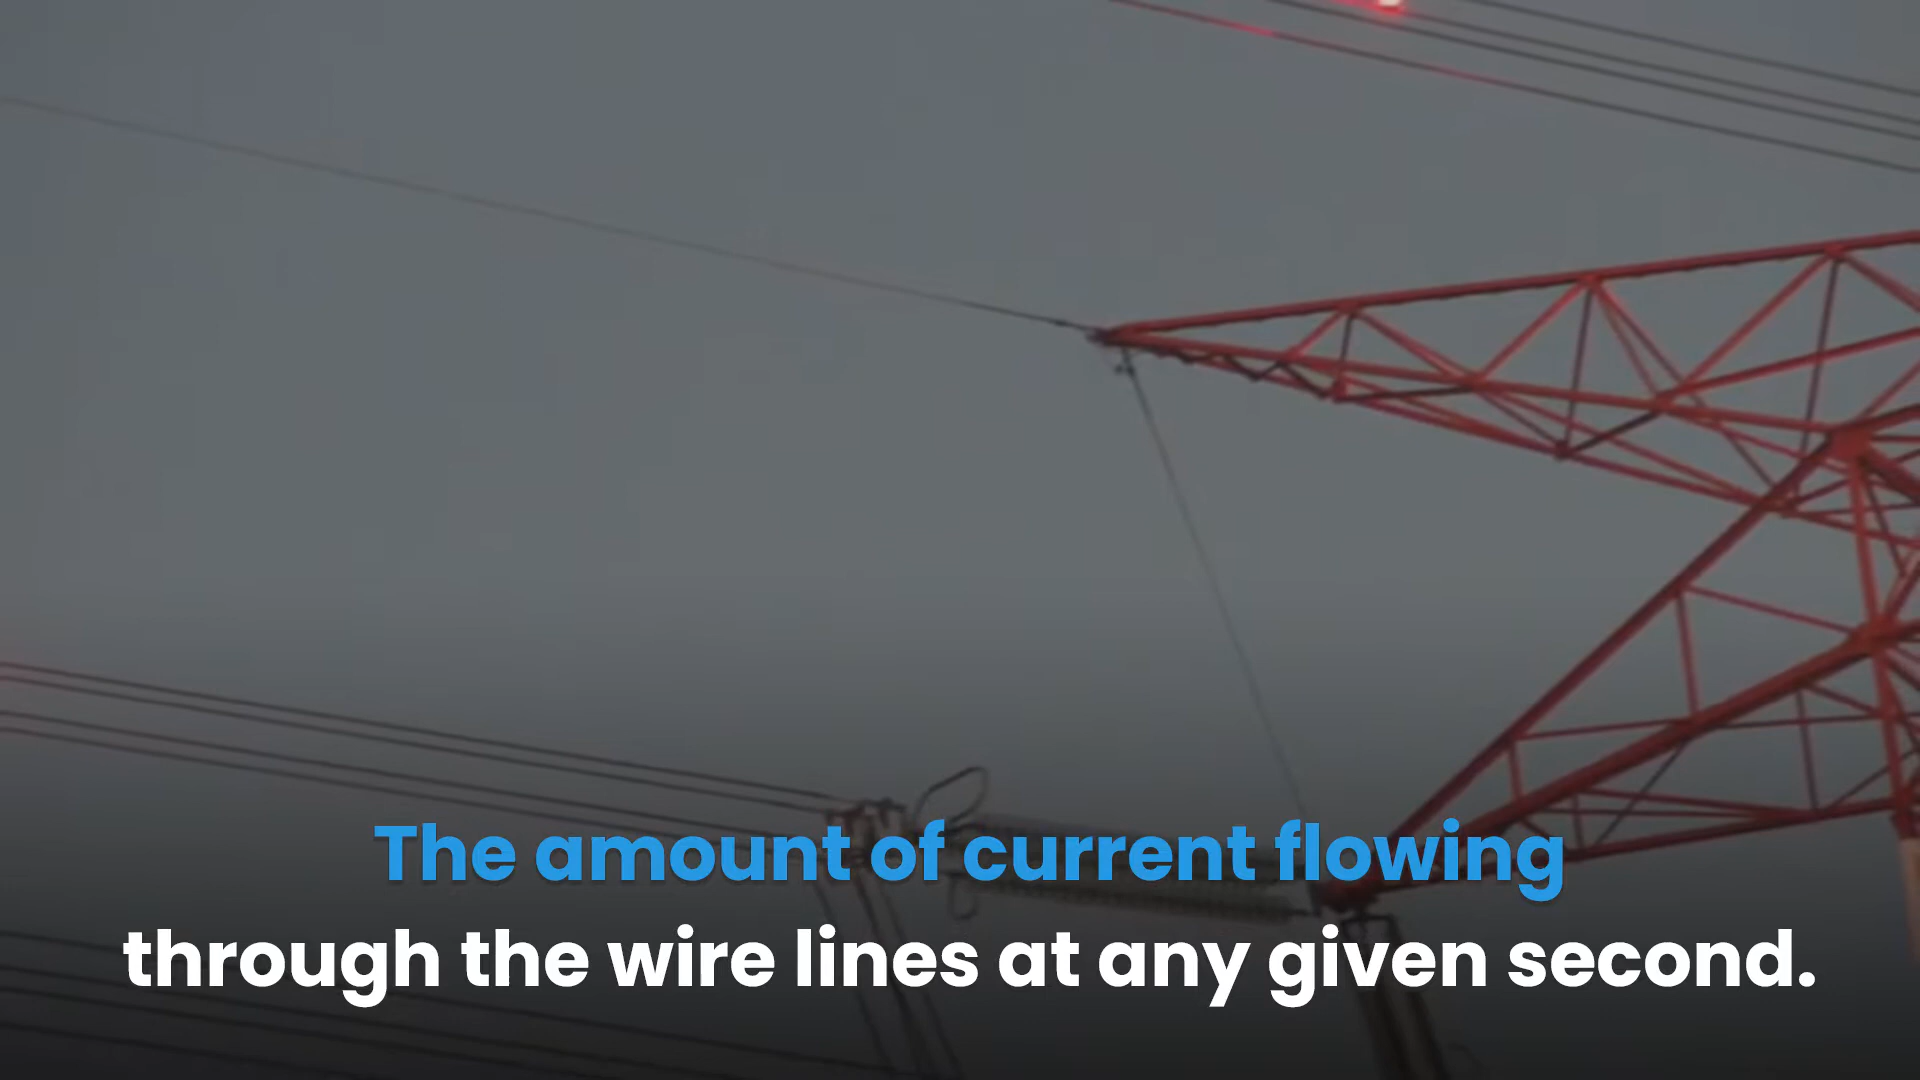 The amount of current flowing
through the wire lines at any given second.